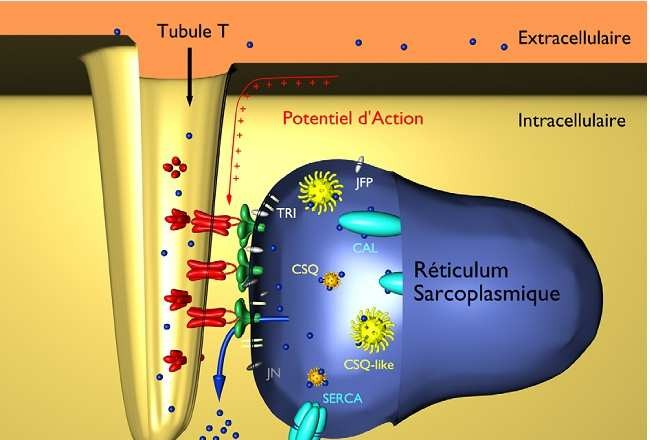 Tubule T
Extracellulaire
Potentiel d'Action
Intracellulaire
JFP
TRI
CAL
CSQ
Réticulum
Sarcoplasmique
CSQ-like
JN
SERCA